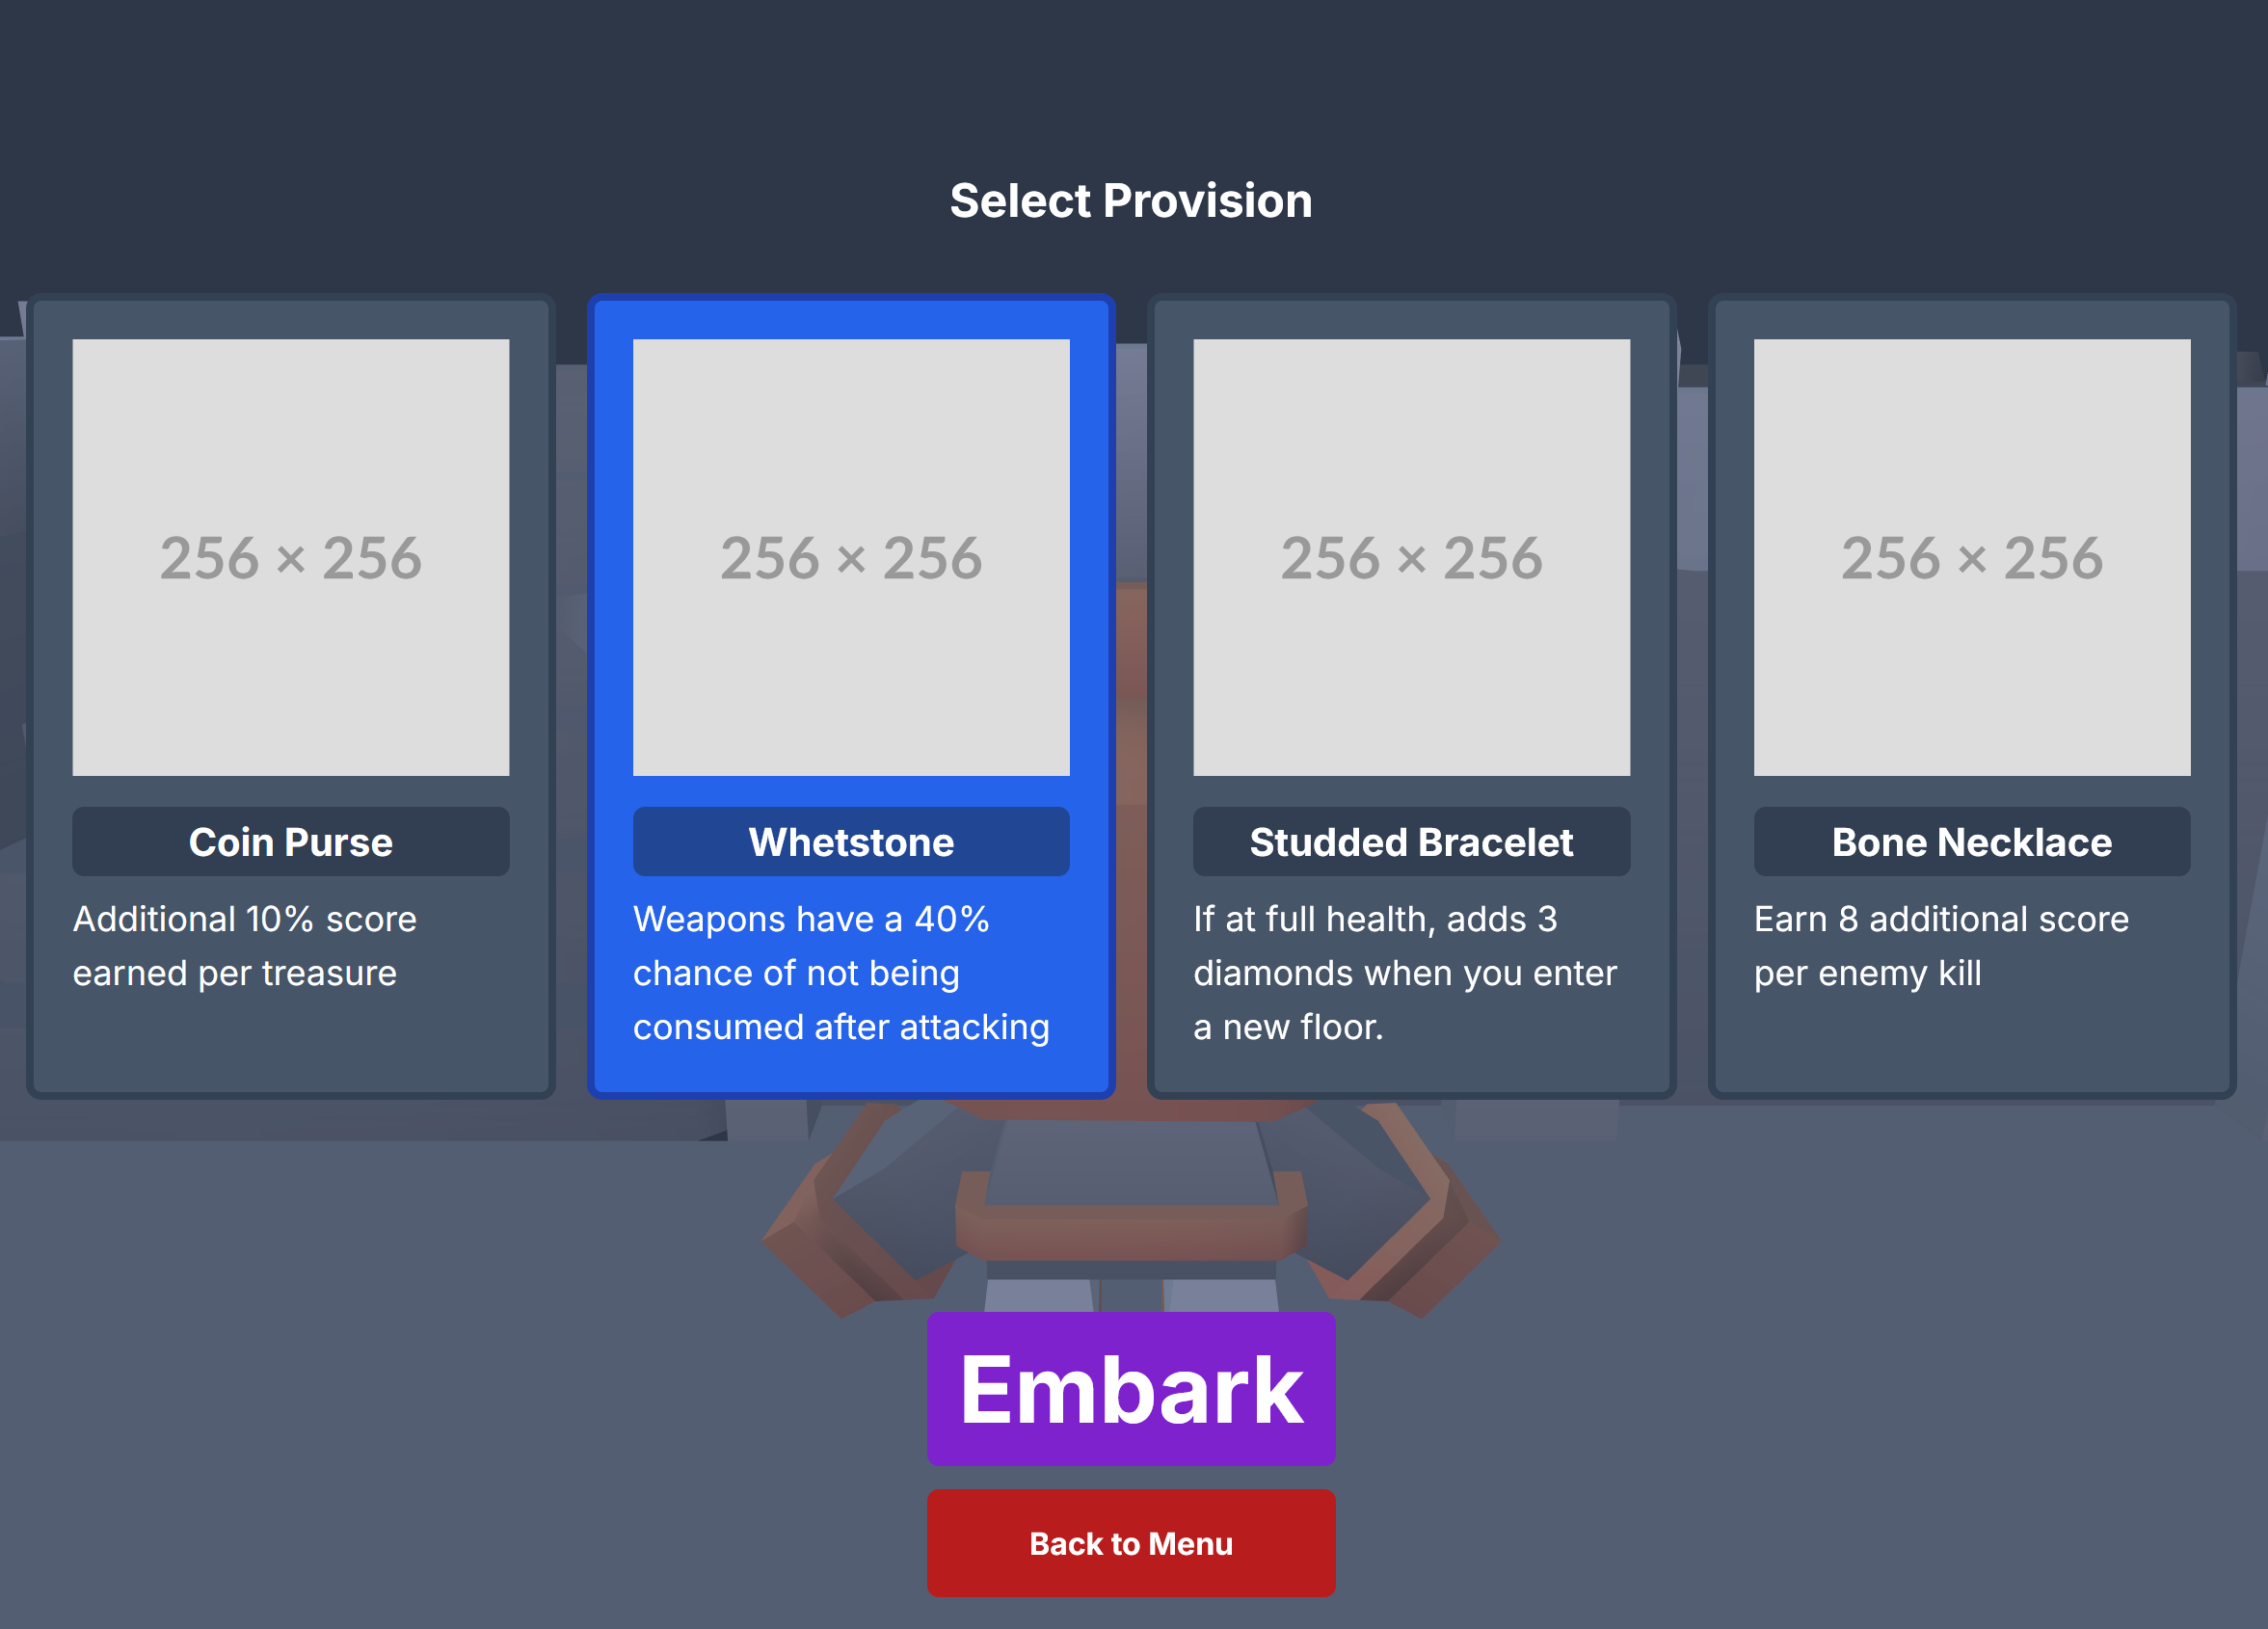 Select Provision
256 × 256
256 × 256
256 × 256
256 × 256
Coin Purse
Additional 10% score
earned per treasure
Whetstone
Weapons have a 40%
chance of not being
consumed after attacking
Studded Bracelet
If at full health, adds 3
diamonds when you enter
a new floor.
Bone Necklace
Earn 8 additional score
per enemy kill
Embark
Back to Menu